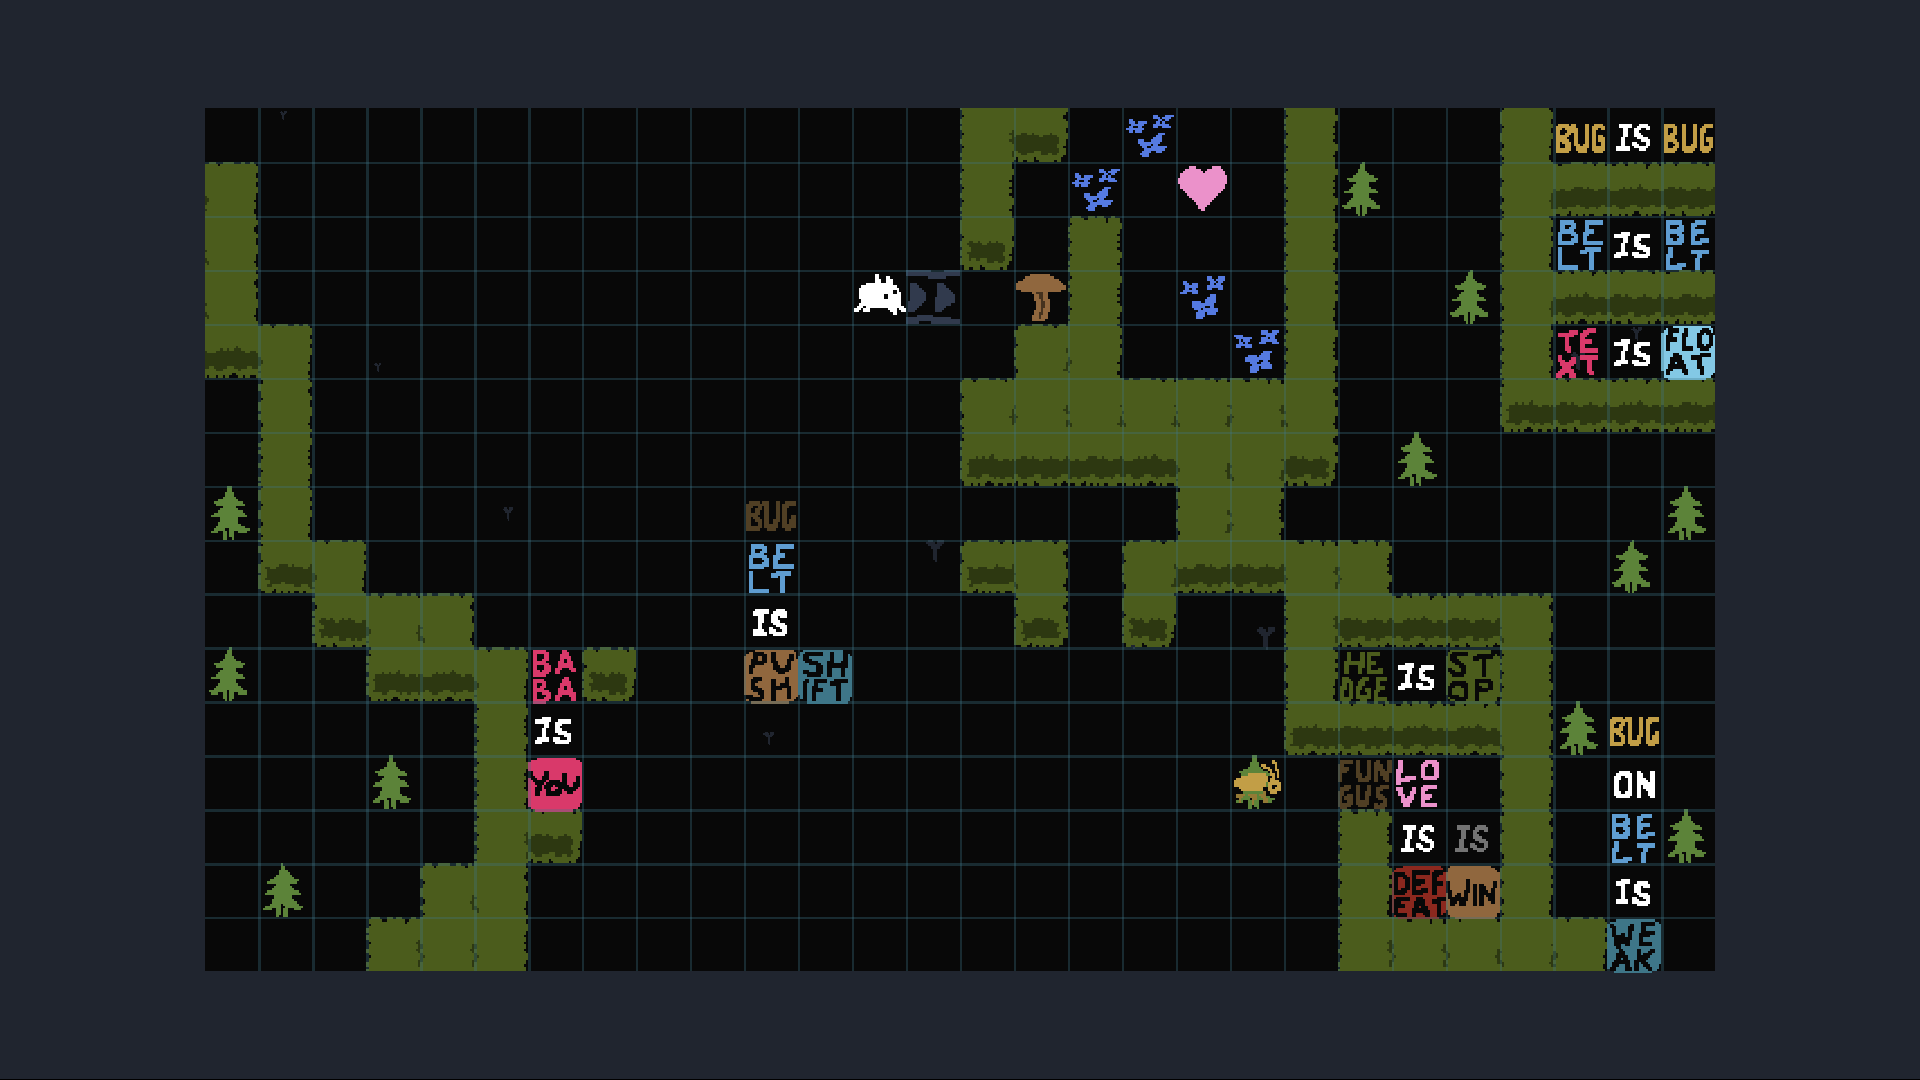 BUG IS BUG
BELT IS BELT
TEXT IS FLOAT
BUG
BELT
IS
PUSH SHIFT
BABA
IS
YOU
HEDGE IS STOP
FUNGUS LOVE
IS IS
DEFEAT WIN
BUG
ON
BELT
IS
WEAK